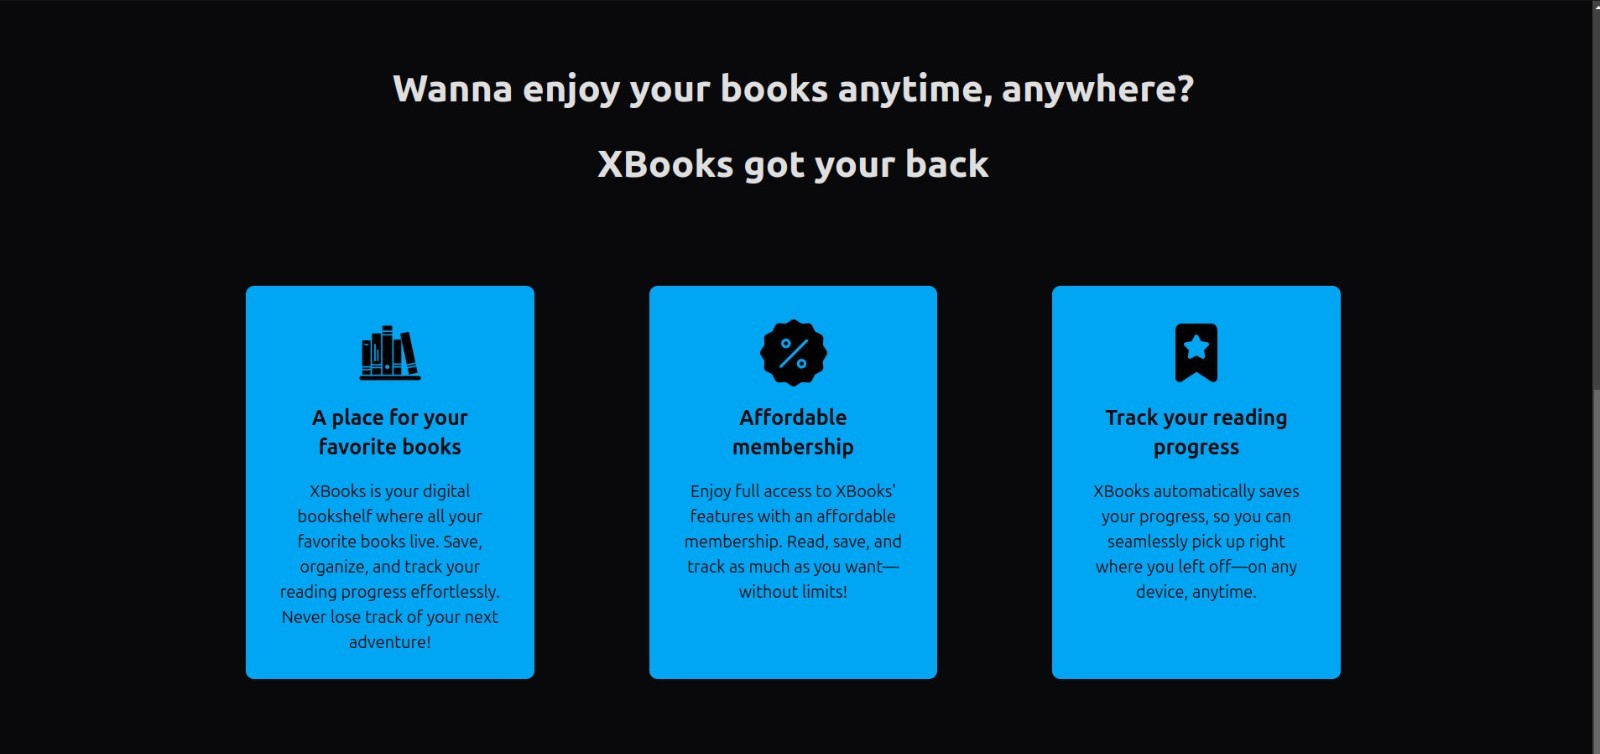 Wanna enjoy your books anytime, anywhere?
XBooks got your back
A place for your
favorite books
XBooks is your digital
bookshelf where all your
favorite books live. Save,
organize, and track your
reading progress effortlessly.
Never lose track of your next
adventure!
Affordable
membership
Enjoy full access to XBooks'
features with an affordable
membership. Read, save, and
track as much as you want—
without limits!
Track your reading
progress
XBooks automatically saves
your progress, so you can
seamlessly pick up right
where you left off—on any
device, anytime.